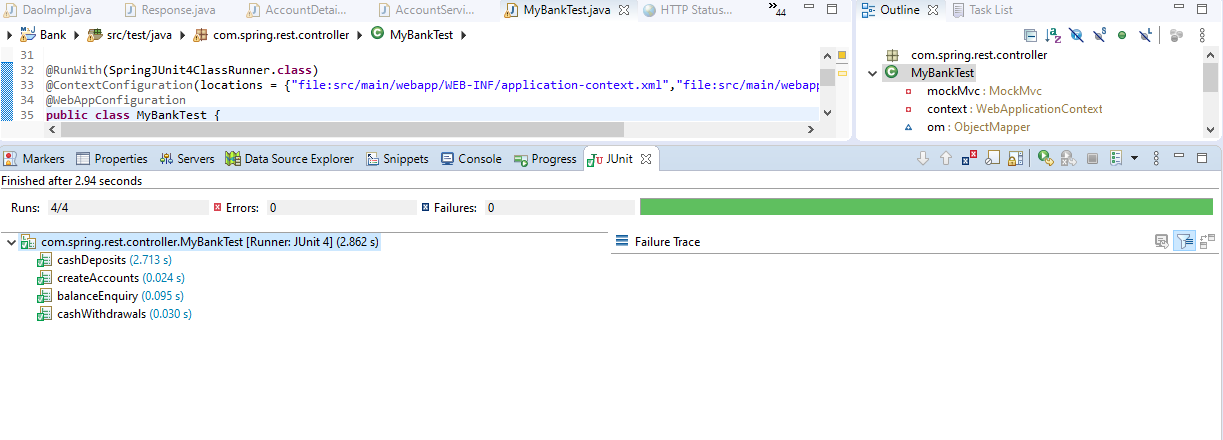 DaoImpl.java Response.java AccountDetai... AccountServi... MyBankTest.java HTTP Status... »44
Outline Task List
Bank src/test/java com.spring.rest.controller MyBankTest
31
32 @RunWith(SpringJUnit4ClassRunner.class)
33 @ContextConfiguration(locations = {"file:src/main/webapp/WEB-INF/application-context.xml","file:src/main/webapp
34 @WebAppConfiguration
35 public class MyBankTest {
com.spring.rest.controller
MyBankTest
mockMvc : MockMvc
context : WebApplicationContext
om : ObjectMapper
Markers Properties Servers Data Source Explorer Snippets Console Progress JUnit
Finished after 2.94 seconds
Runs: 4/4 Errors: 0 Failures: 0
com.spring.rest.controller.MyBankTest [Runner: JUnit 4] (2.862 s)
cashDeposits (2.713 s)
createAccounts (0.024 s)
balanceEnquiry (0.095 s)
cashWithdrawals (0.030 s)
Failure Trace